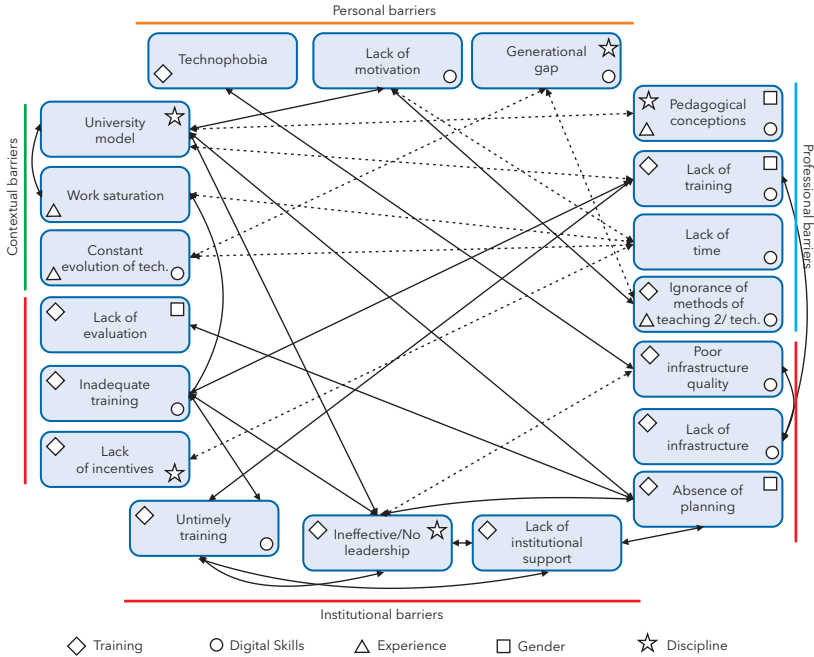 Personal barriers
Technophobia
Lack of
motivation
Generational
gap
Contextual barriers
University
model
Work saturation
Constant
evolution of tech.
Lack of
evaluation
Inadequate
training
Lack
of incentives
Pedagogical
conceptions
Lack of
training
Lack of
time
Ignorance of
methods of
teaching 2/ tech.
Professional barriers
Poor
infrastructure
quality
Lack of
infrastructure
Absence of
planning
Untimely
training
Ineffective/No
leadership
Lack of
institutional
support
Institutional barriers
Training
Digital Skills
Experience
Gender
Discipline